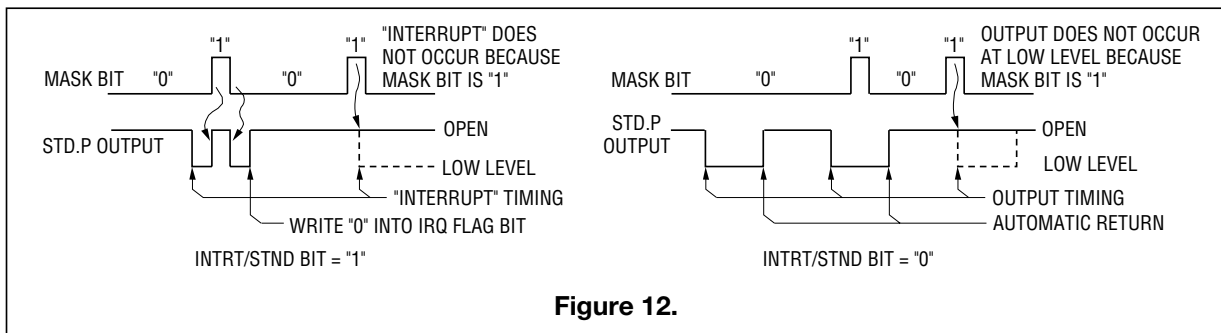 "1" "1" "INTERRUPT" DOES
NOT OCCUR BECAUSE
MASK BIT IS "1"
MASK BIT "0" "0"
STD.P OUTPUT
OPEN
LOW LEVEL
"INTERRUPT" TIMING
WRITE "0" INTO IRQ FLAG BIT
INTRT/STND BIT = "1"
"1" "1" OUTPUT DOES NOT OCCUR
AT LOW LEVEL BECAUSE
MASK BIT IS "1"
MASK BIT "0" "0"
STD.P
OUTPUT
OPEN
LOW LEVEL
OUTPUT TIMING
AUTOMATIC RETURN
INTRT/STND BIT = "0"
Figure 12.